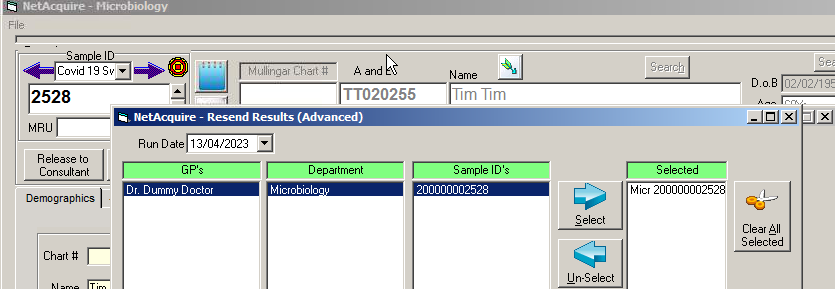 NetAcquire - Microbiology
File
Sample ID
Covid 19 Sv
2528
MRU
Mullingar Chart #
A and E
TT020255
Name
Tim Tim
Search
D.o.B 02/02/195
Release to
Consultant
Demographics
Chart #
Name Tim
NetAcquire - Resend Results (Advanced)
Run Date 13/04/2023
GP's
Department
Sample ID's
Selected
Dr. Dummy Doctor
Microbiology
200000002528
Micr 200000002528
Select
Un-Select
Clear All
Selected